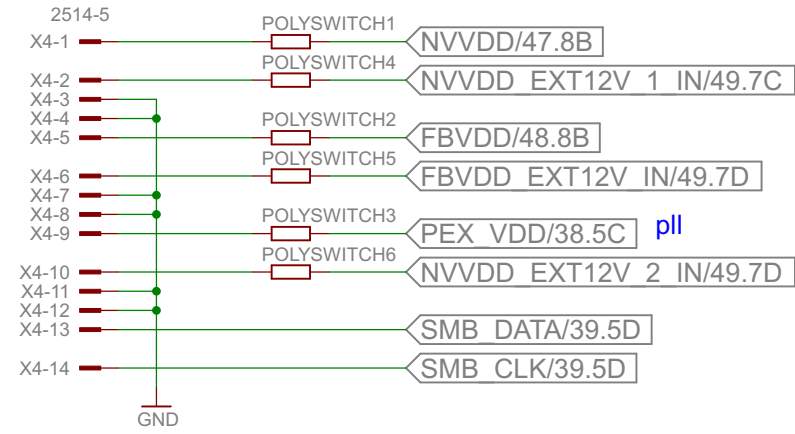 2514-5
X4-1 POLYSWITCH1 NVVDD/47.8B
X4-2 POLYSWITCH4 NVVDD_EXT12V_1_IN/49.7C
X4-3
X4-4
X4-5 POLYSWITCH2 FBVDD/48.8B
X4-6 POLYSWITCH5 FBVDD_EXT12V_IN/49.7D
X4-7
X4-8
X4-9 POLYSWITCH3 PEX_VDD/38.5C pll
X4-10 POLYSWITCH6 NVVDD_EXT12V_2_IN/49.7D
X4-11
X4-12
X4-13 SMB_DATA/39.5D
X4-14 SMB_CLK/39.5D
GND